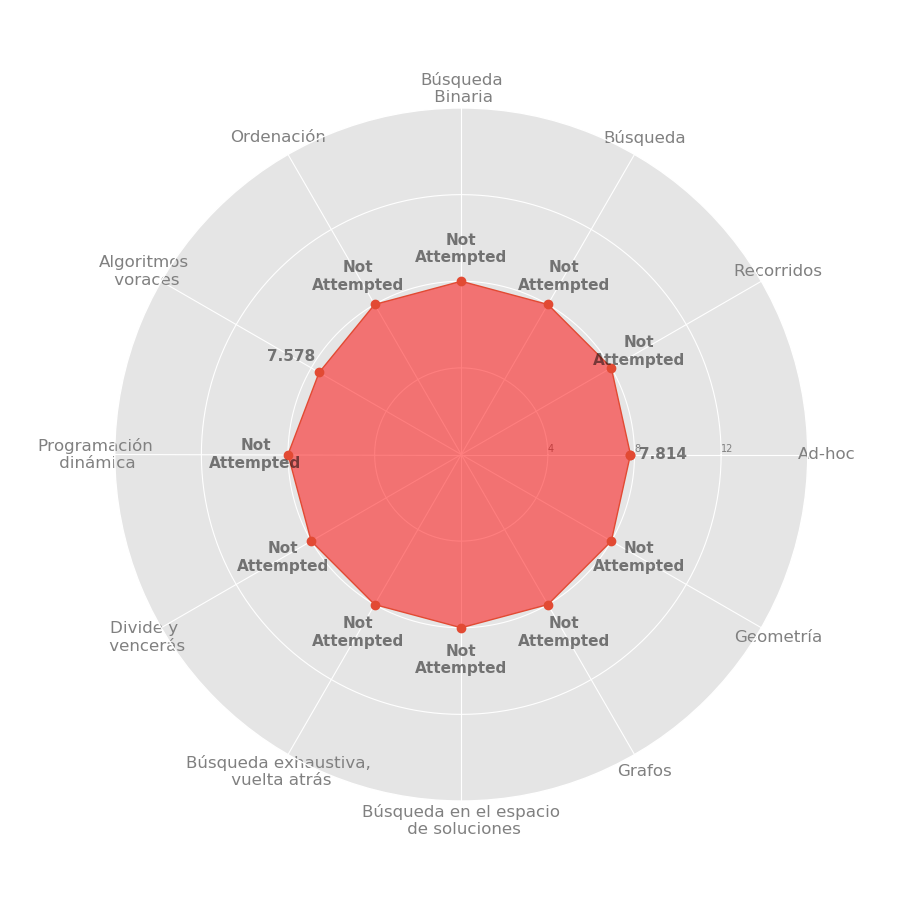 Búsqueda
Binaria
Ordenación
Búsqueda
Not
Attempted
Algoritmos
voraces
Not
Attempted
Not
Attempted
Recorridos
Not
Attempted
7.578
Programación
dinámica
Not
Attempted
4
8
7.814
12
Ad-hoc
Not
Attempted
Not
Attempted
Divide y
vencerás
Not
Attempted
Not
Attempted
Geometría
Not
Attempted
Búsqueda exhaustiva,
vuelta atrás
Grafos
Búsqueda en el espacio
de soluciones